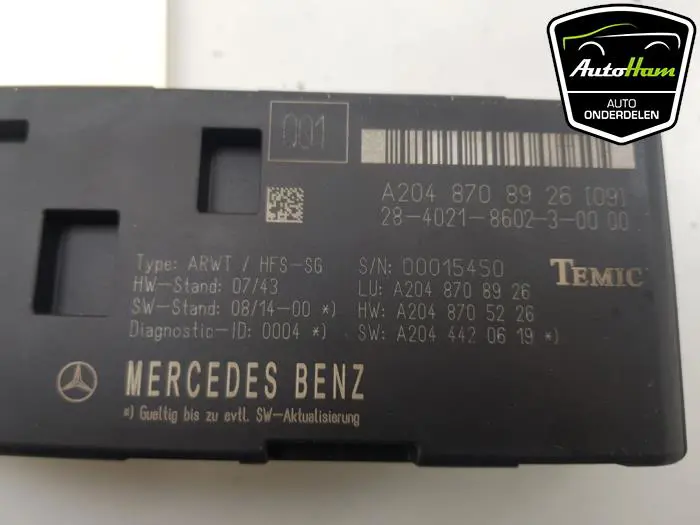 AutoHam
AUTO
ONDERDELEN
001
A204 870 89 26 [09]
28-4021-8602-3-00 00
Type: ARWT / HFS-SG
S/N: 00015450
TEMIC
HW-Stand: 07/43
LU: A204 870 89 26
SW-Stand: 08/14-00 *)
HW: A204 870 52 26
Diagnostic-ID: 0004 *)
SW: A204 442 06 19 *)
MERCEDES BENZ
*) Gueltig bis zu evtl. SW-Aktualisierung